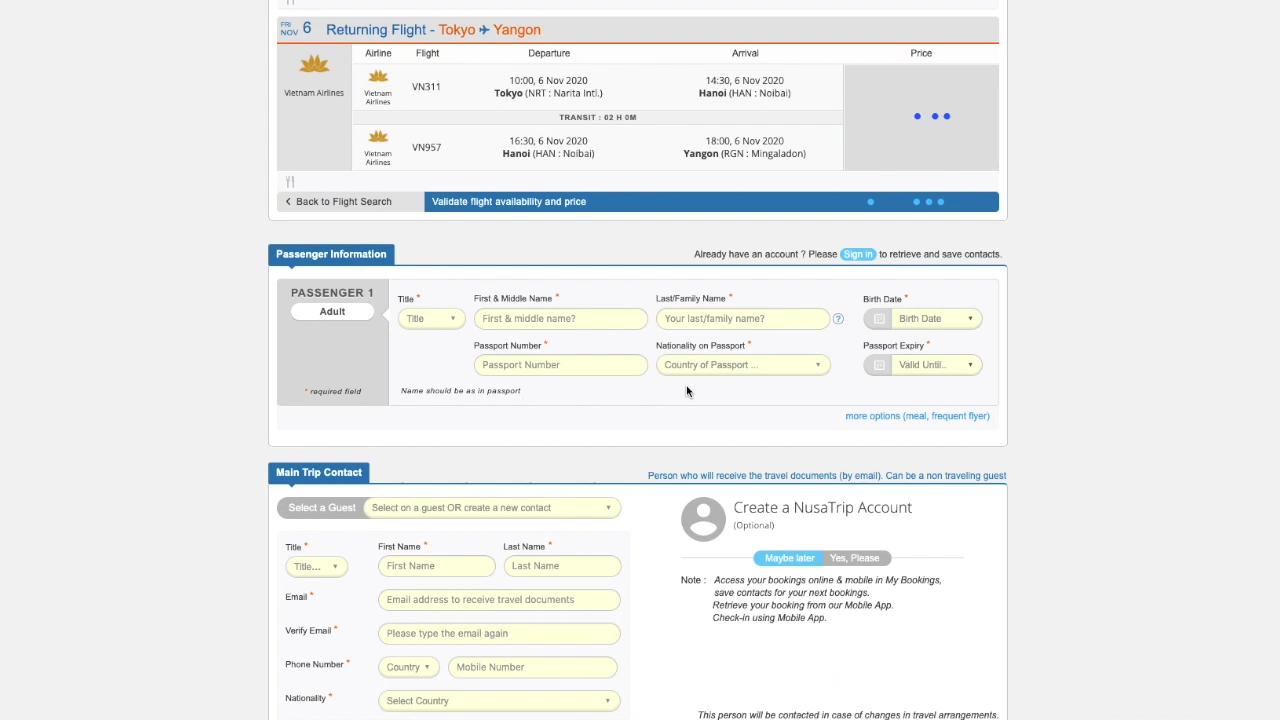 FRI NOV 6 Returning Flight - Tokyo ✈ Yangon
Airline Flight Departure Arrival Price
Vietnam Airlines
Vietnam Airlines VN311 10:00, 6 Nov 2020 14:30, 6 Nov 2020
Tokyo (NRT : Narita Intl.) Hanoi (HAN : Noibai)
TRANSIT : 02 H 0M
Vietnam Airlines VN957 16:30, 6 Nov 2020 18:00, 6 Nov 2020
Hanoi (HAN : Noibai) Yangon (RGN : Mingaladon)
Back to Flight Search Validate flight availability and price
Passenger Information Already have an account ? Please Sign in to retrieve and save contacts.
PASSENGER 1
Adult
Title * First & Middle Name * Last/Family Name * Birth Date *
Title First & middle name? Your last/family name? ? Birth Date
Passport Number * Nationality on Passport * Passport Expiry *
Passport Number Country of Passport ... Valid Until..
* required field Name should be as in passport
more options (meal, frequent flyer)
Main Trip Contact Person who will receive the travel documents (by email). Can be a non traveling guest
Select a Guest Select on a guest OR create a new contact
Title * First Name * Last Name *
Title... First Name Last Name
Email * Email address to receive travel documents
Verify Email * Please type the email again
Phone Number * Country Mobile Number
Nationality * Select Country
Create a NusaTrip Account
(Optional)
Maybe later Yes, Please
Note : Access your bookings online & mobile in My Bookings,
save contacts for your next bookings.
Retrieve your booking from our Mobile App.
Check-in using Mobile App.
This person will be contacted in case of changes in travel arrangements.